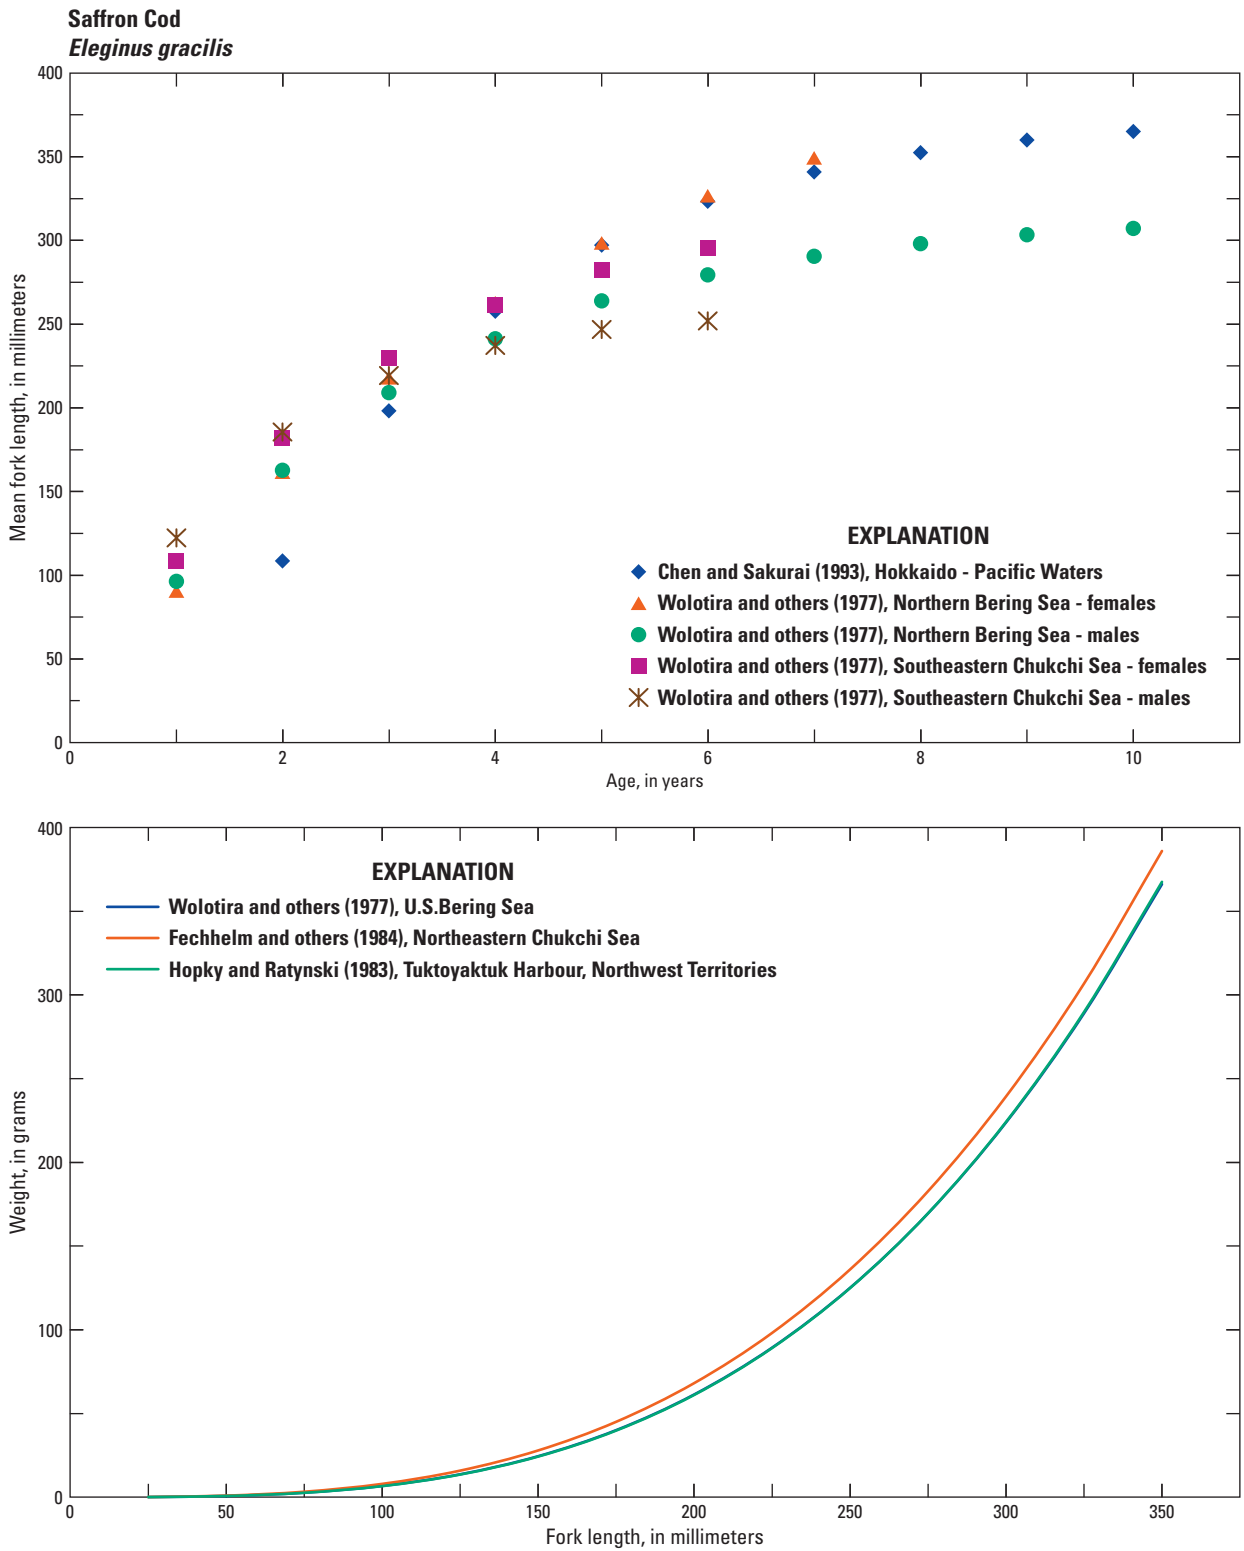 Saffron Cod
Eleginus gracilis
400
350
300
250
200
150
100
50
0
Mean fork length, in millimeters
EXPLANATION
Chen and Sakurai (1993), Hokkaido - Pacific Waters
Wolotira and others (1977), Northern Bering Sea - females
Wolotira and others (1977), Northern Bering Sea - males
Wolotira and others (1977), Southeastern Chukchi Sea - females
Wolotira and others (1977), Southeastern Chukchi Sea - males
0 2 4 6 8 10
Age, in years
400
300
200
100
0
Weight, in grams
EXPLANATION
Wolotira and others (1977), U.S.Bering Sea
Fechhelm and others (1984), Northeastern Chukchi Sea
Hopky and Ratynski (1983), Tuktoyaktuk Harbour, Northwest Territories
0 50 100 150 200 250 300 350
Fork length, in millimeters